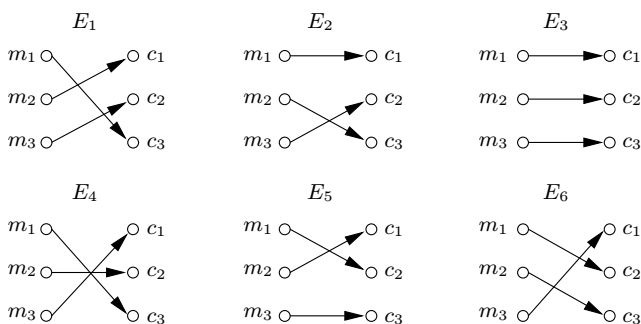 E₁ E₂ E₃
m₁ c₁ m₁ c₁ m₁ c₁
m₂ c₂ m₂ c₂ m₂ c₂
m₃ c₃ m₃ c₃ m₃ c₃
E₄ E₅ E₆
m₁ c₁ m₁ c₁ m₁ c₁
m₂ c₂ m₂ c₂ m₂ c₂
m₃ c₃ m₃ c₃ m₃ c₃